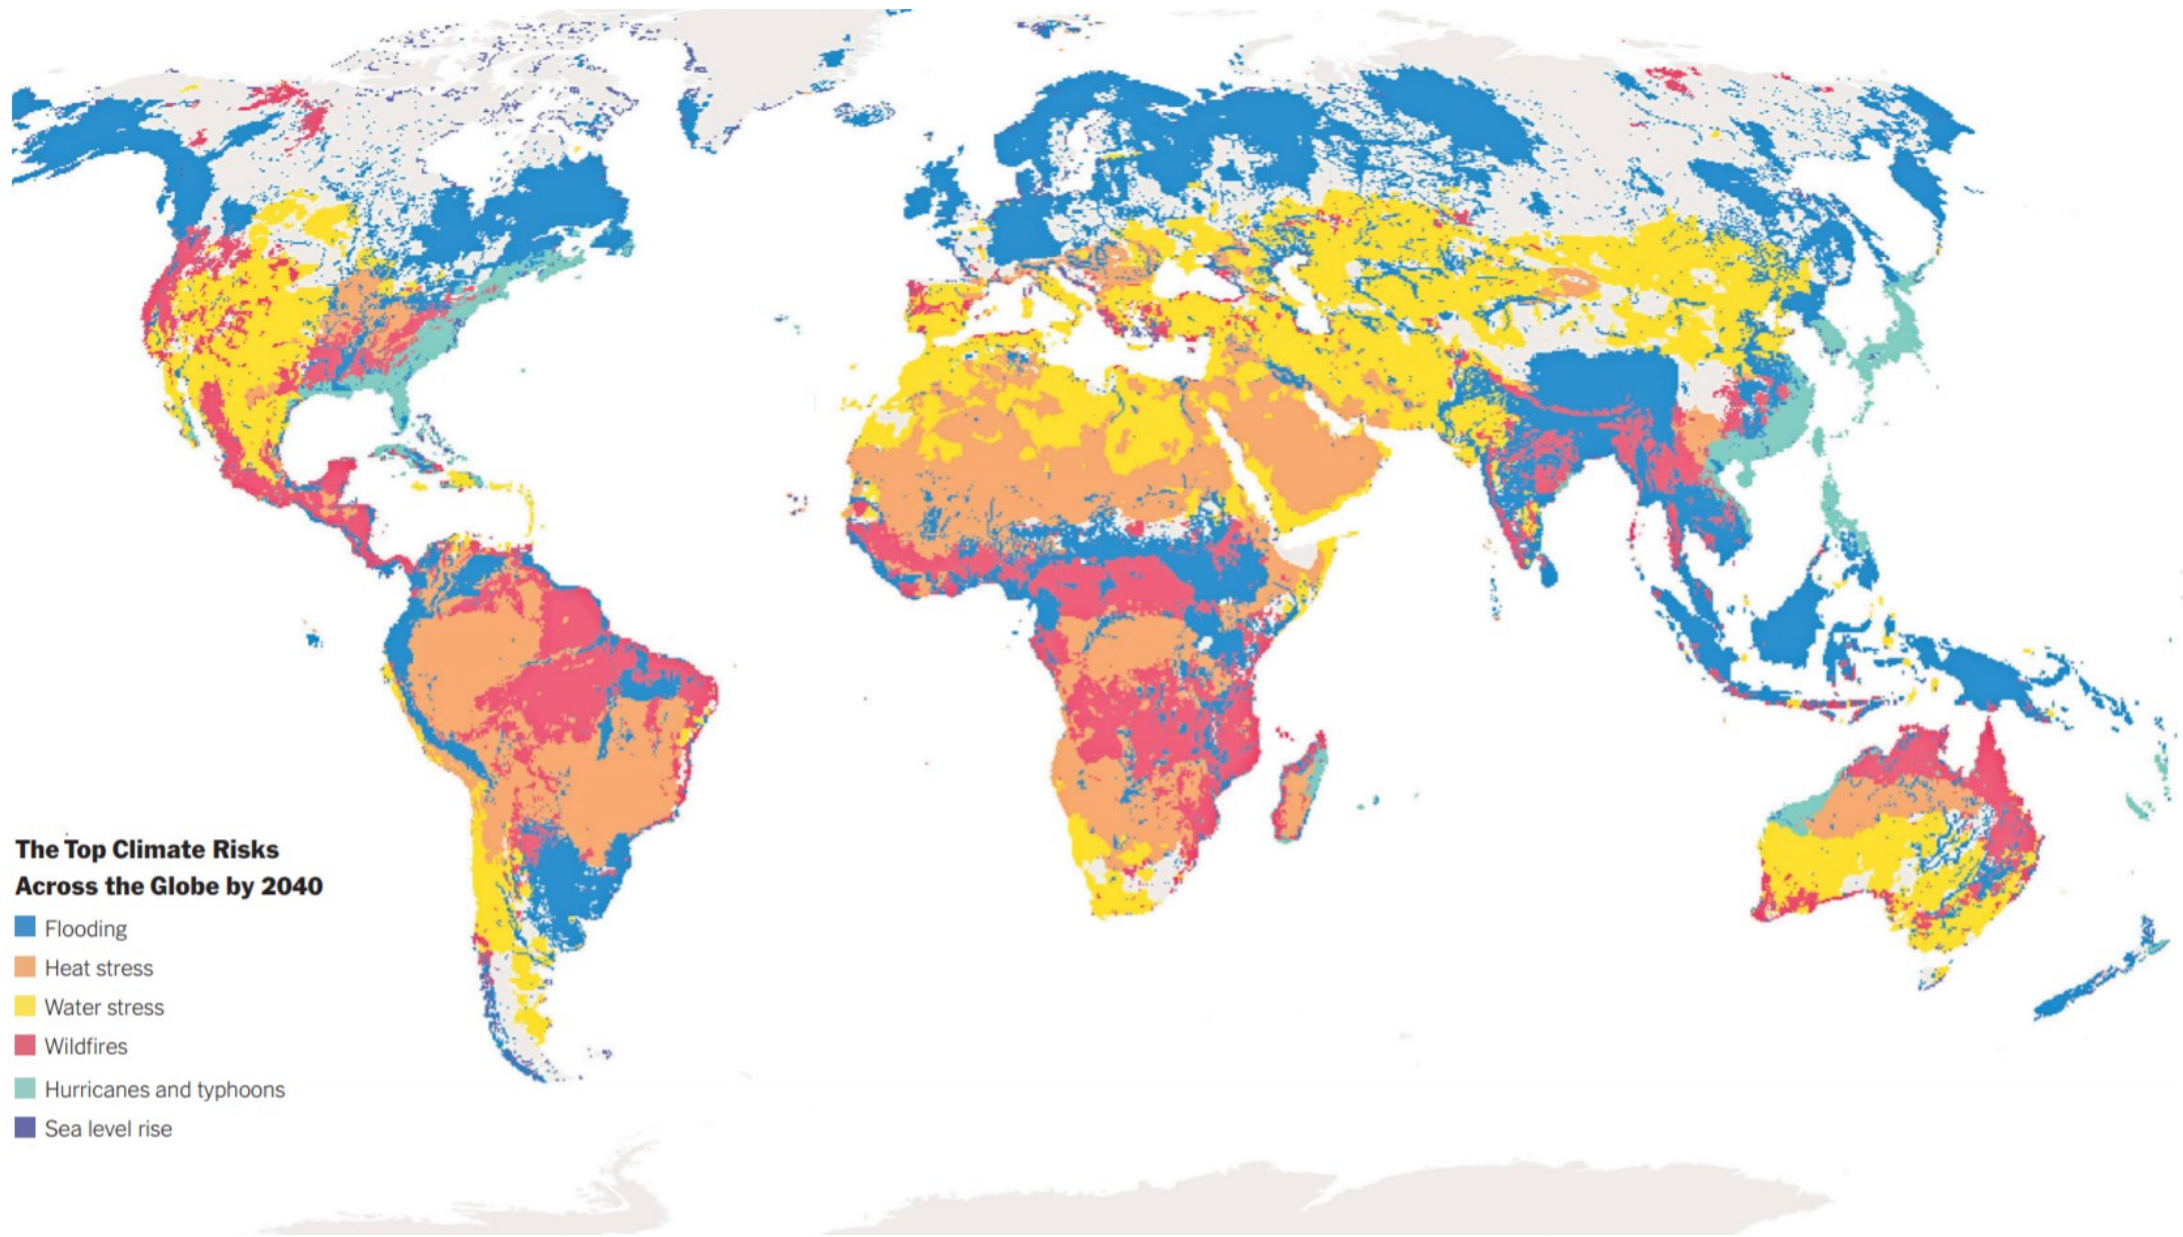 The Top Climate Risks
Across the Globe by 2040
Flooding
Heat stress
Water stress
Wildfires
Hurricanes and typhoons
Sea level rise